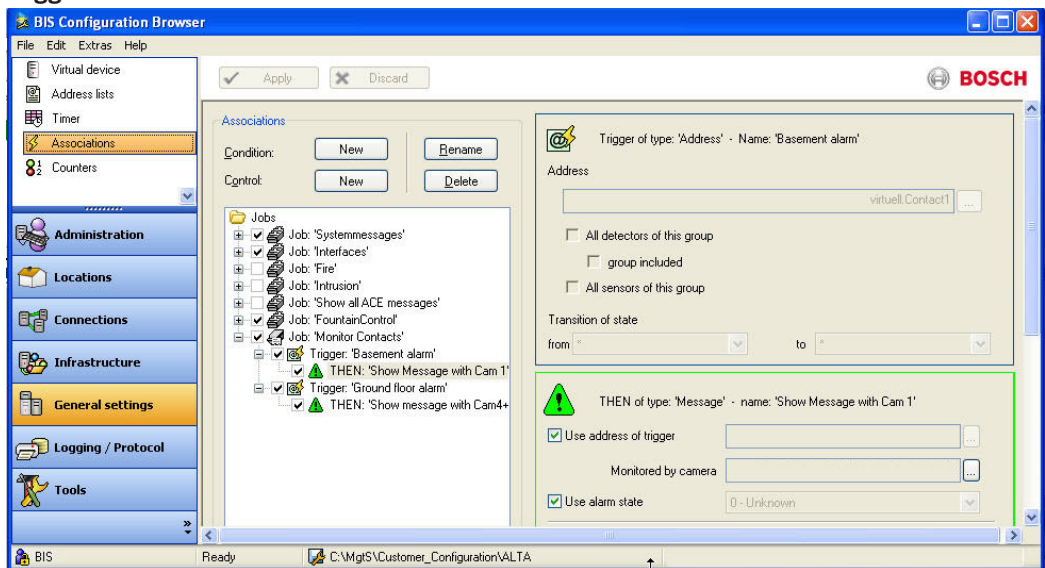 BIS Configuration Browser
File Edit Extras Help
Virtual device
Address lists
Timer
Associations
Counters
Administration
Locations
Connections
Infrastructure
General settings
Logging / Protocol
Tools
Apply Discard
BOSCH
Associations
Condition: New Rename
Control: New Delete
Jobs
Job: 'Systemmessages'
Job: 'Interfaces'
Job: 'Fire'
Job: 'Intrusion'
Job: 'Show all ACE messages'
Job: 'FountainControl'
Job: 'Monitor Contacts'
Trigger: 'Basement alarm'
THEN: 'Show Message with Cam 1'
Trigger: 'Ground floor alarm'
THEN: 'Show message with Cam4+
Trigger of type: 'Address' - Name: 'Basement alarm'
Address
virtuell.Contact1 ...
All detectors of this group
group included
All sensors of this group
Transition of state
from * to *
THEN of type: 'Message' - name: 'Show Message with Cam 1'
Use address of trigger ...
Monitored by camera ...
Use alarm state 0 - Unknown
BIS Ready C:\MgtS\Customer_Configuration\ALTA